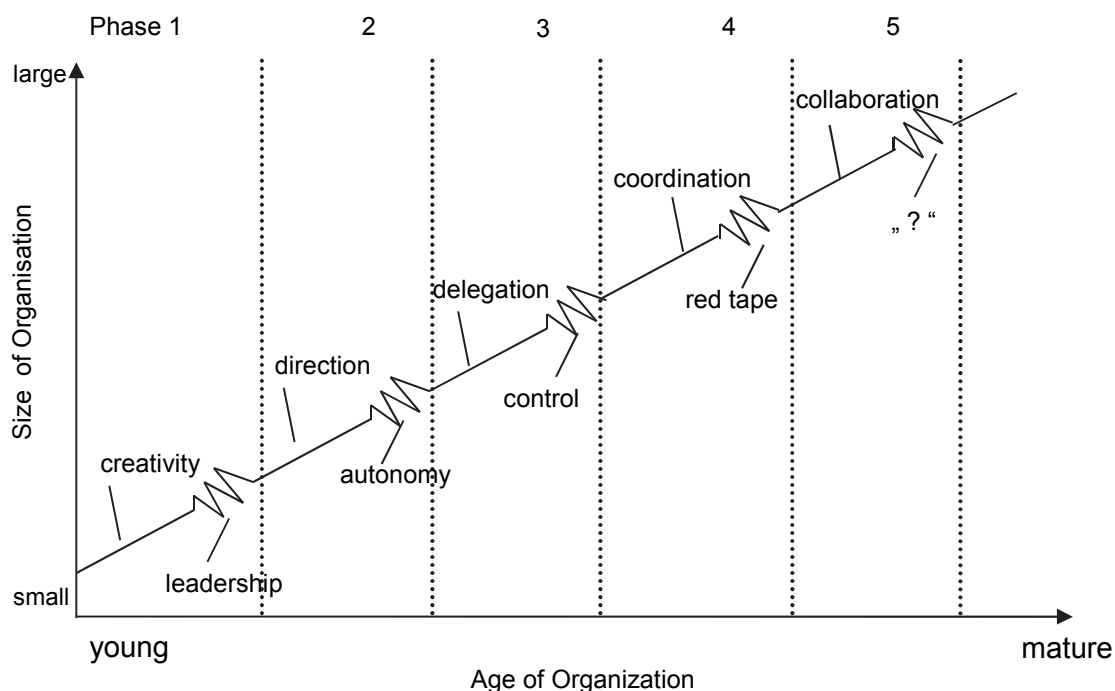 Phase 1 2 3 4 5
large
collaboration
coordination
„ ? “
delegation
red tape
direction
control
creativity
autonomy
leadership
small
Size of Organisation
young mature
Age of Organization